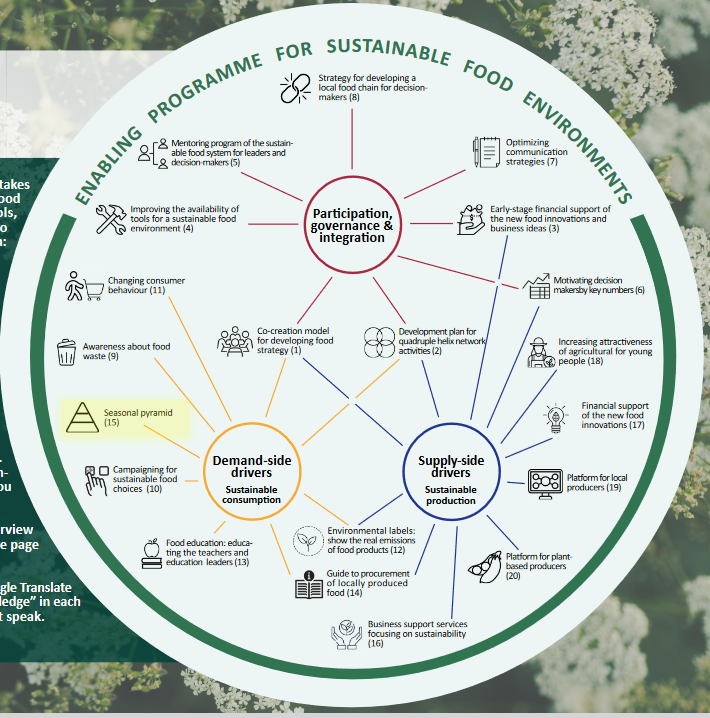 ENABLING PROGRAMME FOR SUSTAINABLE FOOD ENVIRONMENTS
Strategy for developing a
local food chain for decision-
makers (8)
Mentoring program of the sustain-
able food system for leaders and
decision-makers (5)
Optimizing
communication
strategies (7)
Improving the availability of
tools for a sustainable food
environment (4)
Participation,
governance &
integration
Early-stage financial support of
the new food innovations and
business ideas (3)
Changing consumer
behaviour (11)
Motivating decision
makersby key numbers (6)
Co-creation model
for developing food
strategy (1)
Development plan for
quadruple helix network
activities (2)
Awareness about food
waste (9)
Increasing attractiveness
of agricultural for young
people (18)
Seasonal pyramid
(15)
Financial support
of the new food
innovations (17)
Demand-side
drivers
Sustainable
consumption
Supply-side
drivers
Sustainable
production
Campaigning for
sustainable food
choices (10)
Platform for local
producers (19)
Food education: educa-
ting the teachers and
education leaders (13)
Environmental labels:
show the real emissions
of food products (12)
Platform for plant-
based producers
(20)
Guide to procurement
of locally produced
food (14)
Business support services
focusing on sustainability
(16)
takes
ood
ols,
o
n:
n-
ou
rview
e page
gle Translate
ledge” in each
t speak.